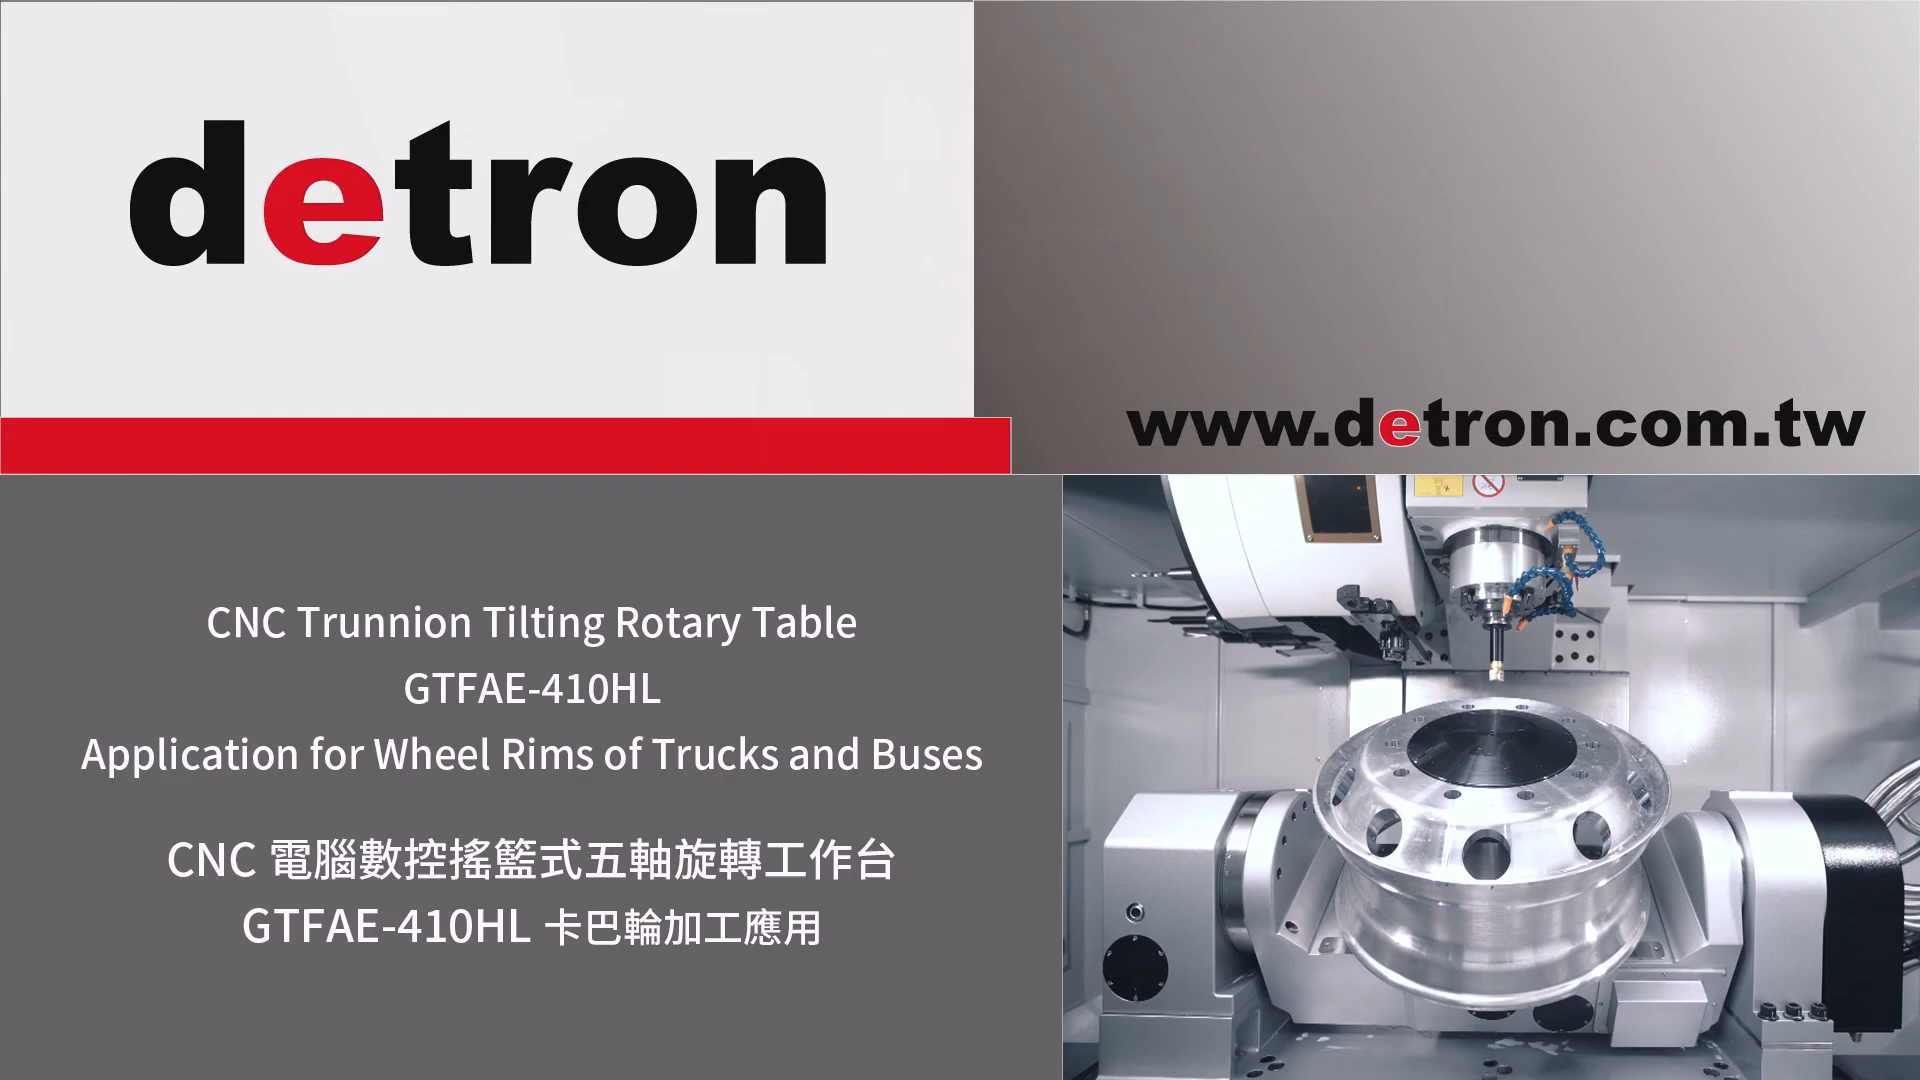 detron
www.detron.com.tw
CNC Trunnion Tilting Rotary Table
GTFAE-410HL
Application for Wheel Rims of Trucks and Buses
CNC 電腦數控搖籃式五軸旋轉工作台
GTFAE-410HL 卡巴輪加工應用